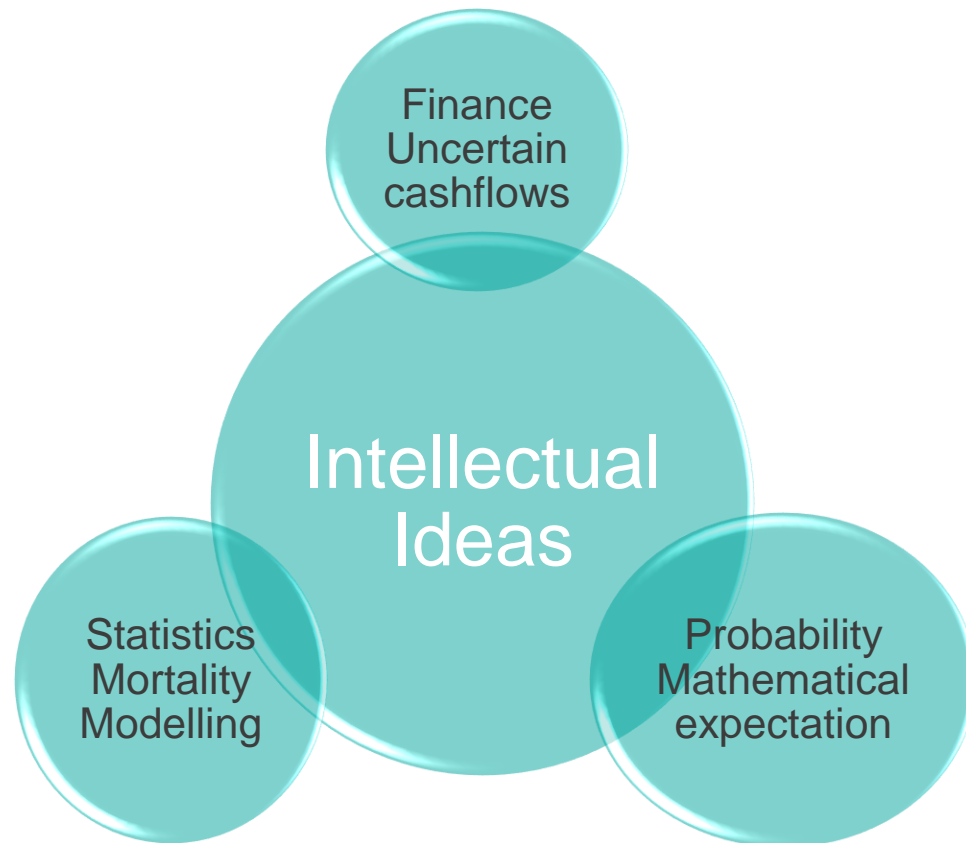 Finance
Uncertain
cashflows
Intellectual
Ideas
Statistics
Mortality
Modelling
Probability
Mathematical
expectation